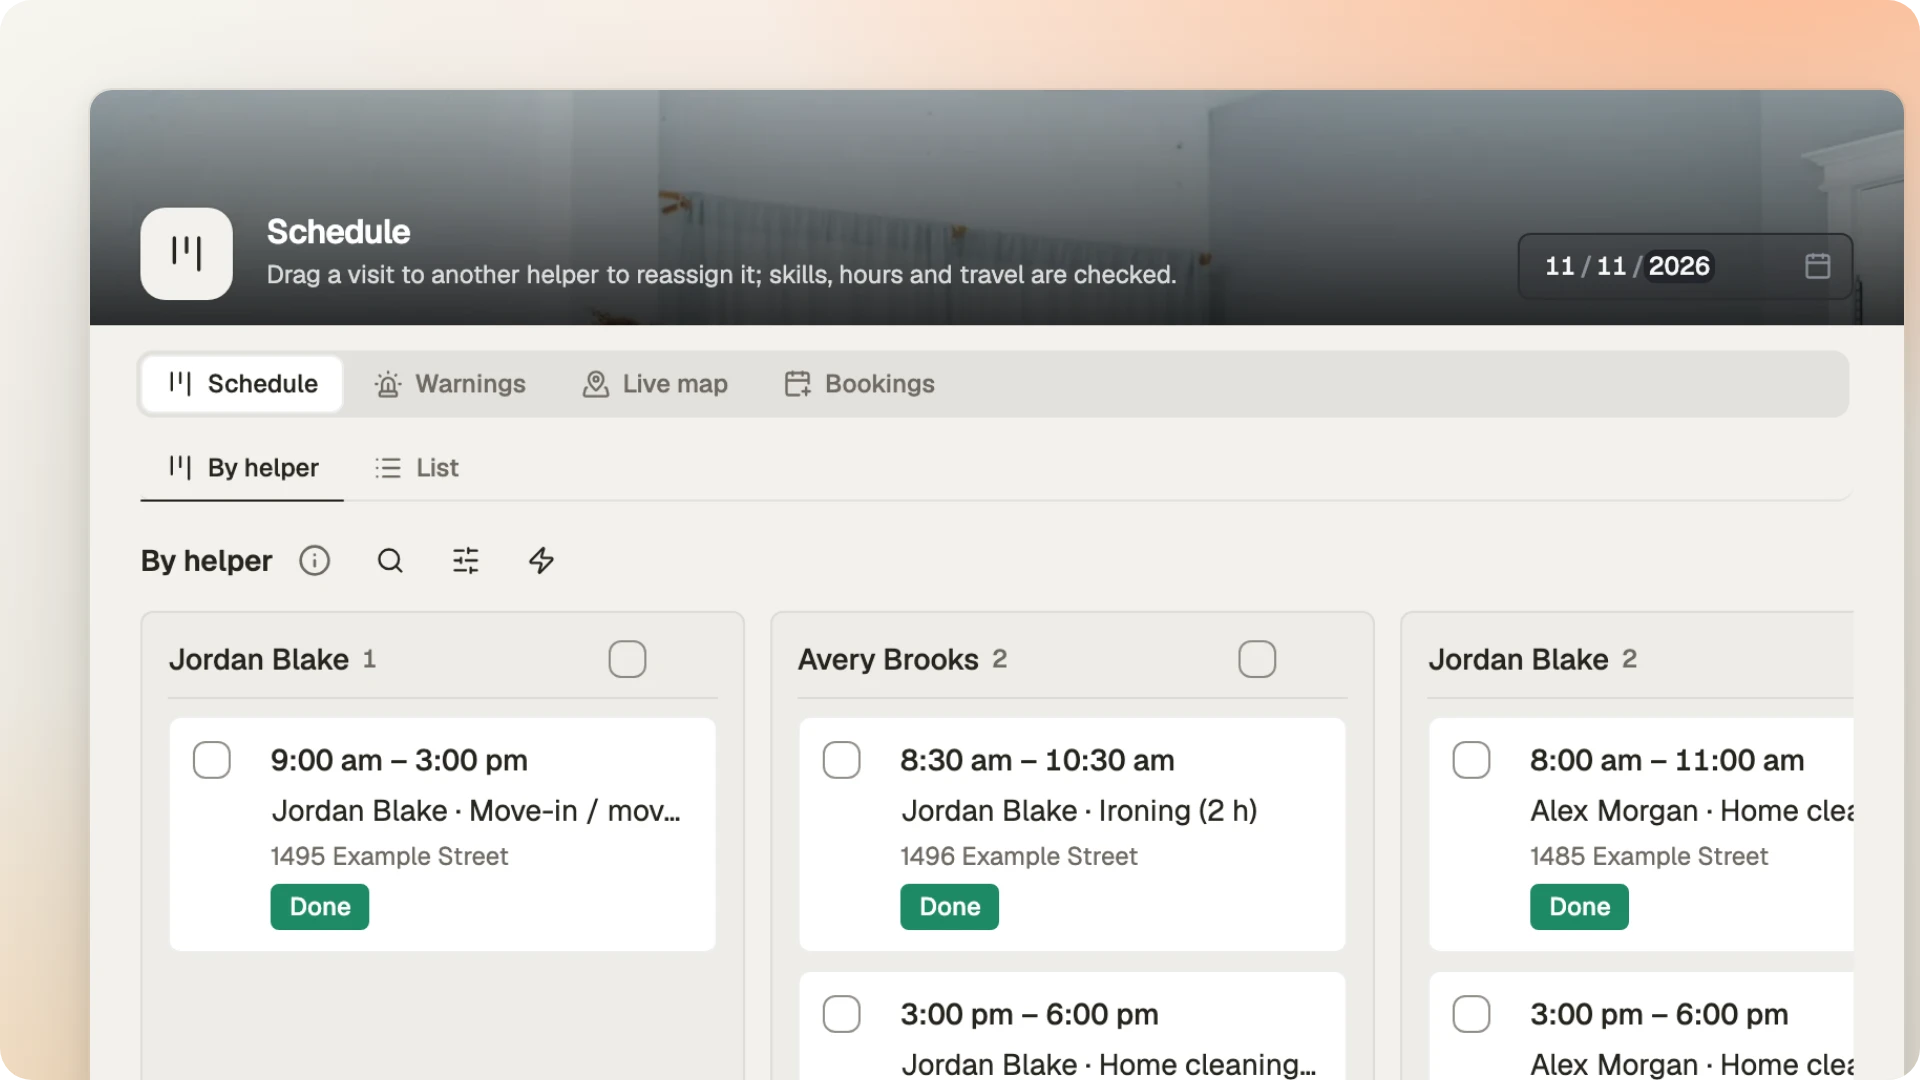 Schedule
Drag a visit to another helper to reassign it; skills, hours and travel are checked.
11 / 11 / 2026
Schedule Warnings Live map Bookings
By helper List
By helper
Jordan Blake 1
9:00 am – 3:00 pm
Jordan Blake · Move-in / mov...
1495 Example Street
Done
Avery Brooks 2
8:30 am – 10:30 am
Jordan Blake · Ironing (2 h)
1496 Example Street
Done
3:00 pm – 6:00 pm
Jordan Blake · Home cleaning...
Jordan Blake 2
8:00 am – 11:00 am
Alex Morgan · Home clea
1485 Example Street
Done
3:00 pm – 6:00 pm
Alex Morgan · Home clea